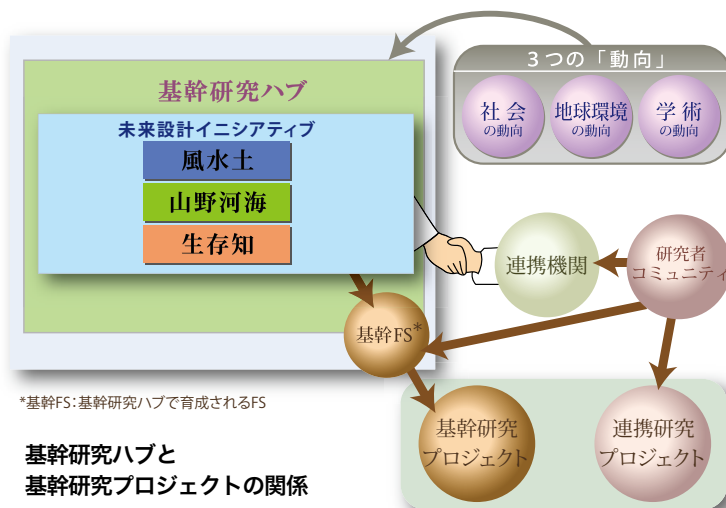 3つの「動向」
社会
の動向
地球環境
の動向
学術
の動向
基幹研究ハブ
未来設計イニシアティブ
風水土
山野河海
生存知
連携機関
研究者
コミュニティ
基幹FS*
*基幹FS:基幹研究ハブで育成されるFS
基幹研究
プロジェクト
連携研究
プロジェクト
基幹研究ハブと
基幹研究プロジェクトの関係